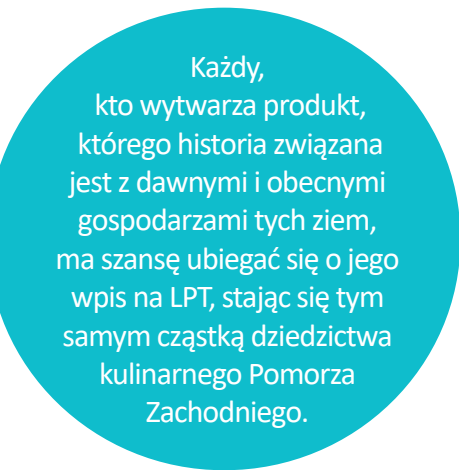 Każdy,
kto wytwarza produkt,
którego historia związana
jest z dawnymi i obecnymi
gospodarzami tych ziem,
ma szansę ubiegać się o jego
wpis na LPT, stając się tym
samym cząstką dziedzictwa
kulinarnego Pomorza
Zachodniego.